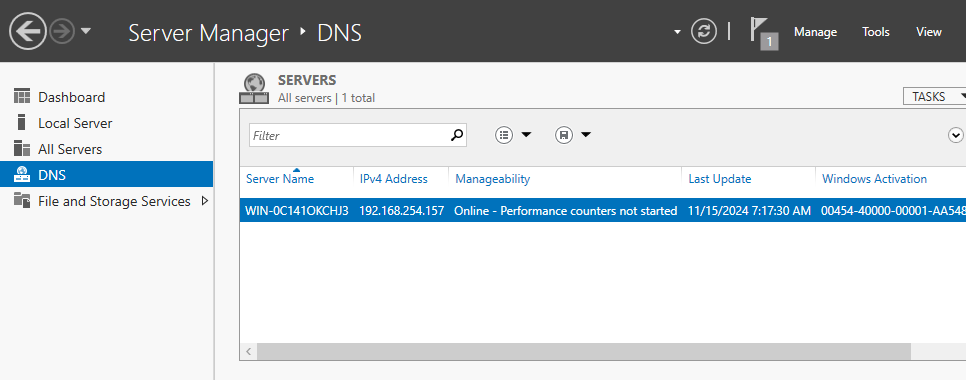 Server Manager ‣ DNS
1
Manage
Tools
View
Dashboard
Local Server
All Servers
DNS
File and Storage Services
SERVERS
All servers | 1 total
TASKS
Filter
Server Name IPv4 Address Manageability Last Update Windows Activation
WIN-0C141OKCHJ3 192.168.254.157 Online - Performance counters not started 11/15/2024 7:17:30 AM 00454-40000-00001-AA548